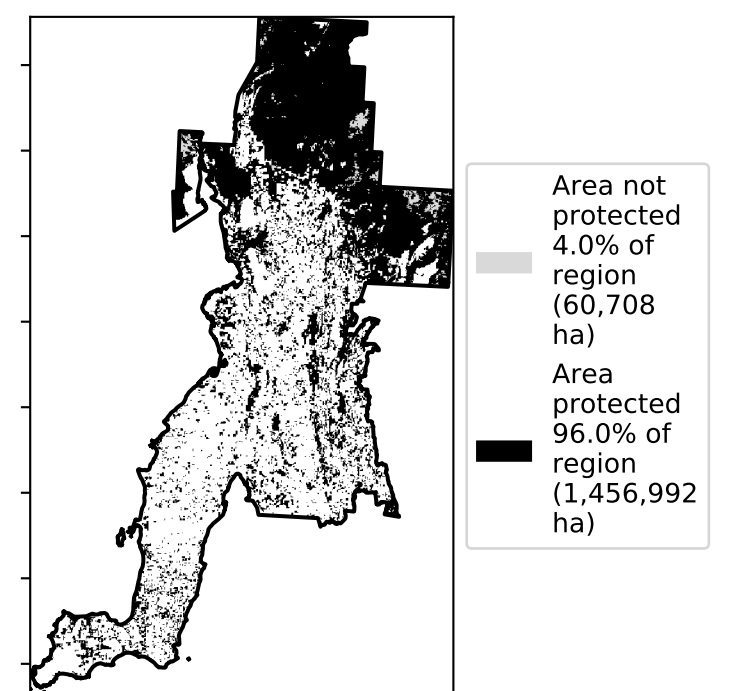 Area not
protected
4.0% of
region
(60,708
ha)
Area
protected
96.0% of
region
(1,456,992
ha)